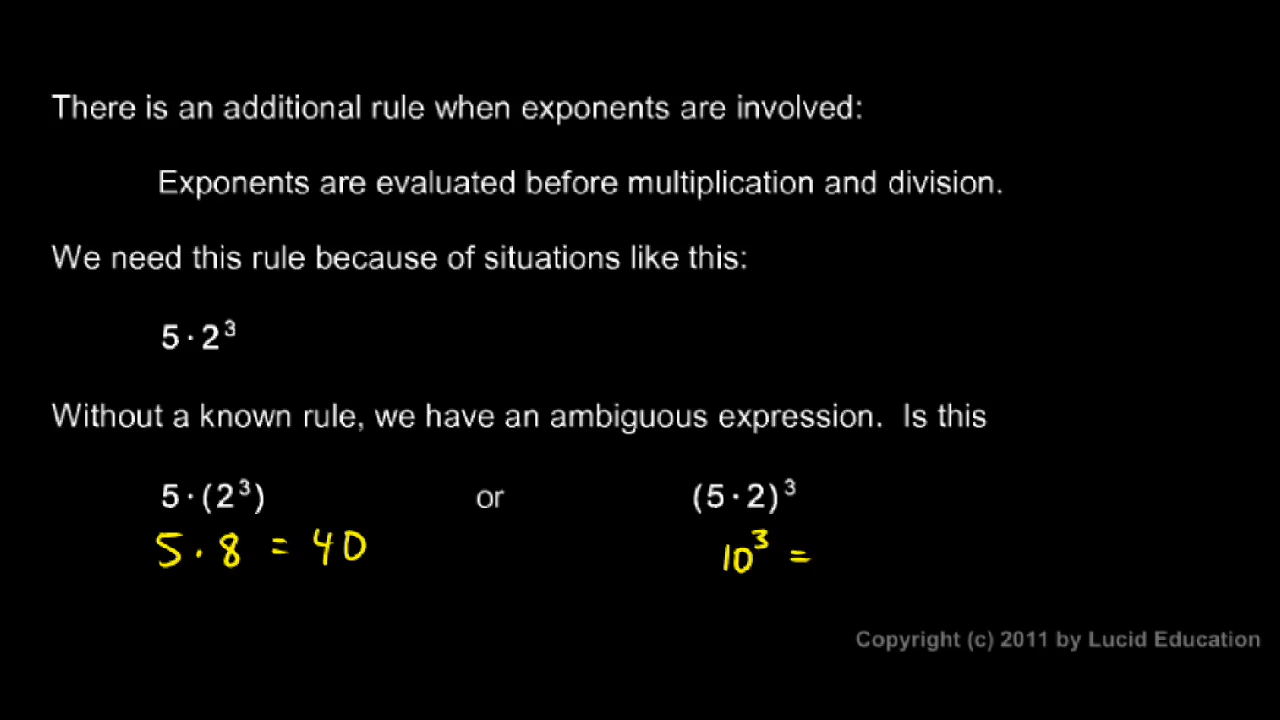 There is an additional rule when exponents are involved:
Exponents are evaluated before multiplication and division.
We need this rule because of situations like this:
5 · 2³
Without a known rule, we have an ambiguous expression. Is this
5 · (2³) or (5 · 2)³
5 · 8 = 40 10³ =
Copyright (c) 2011 by Lucid Education